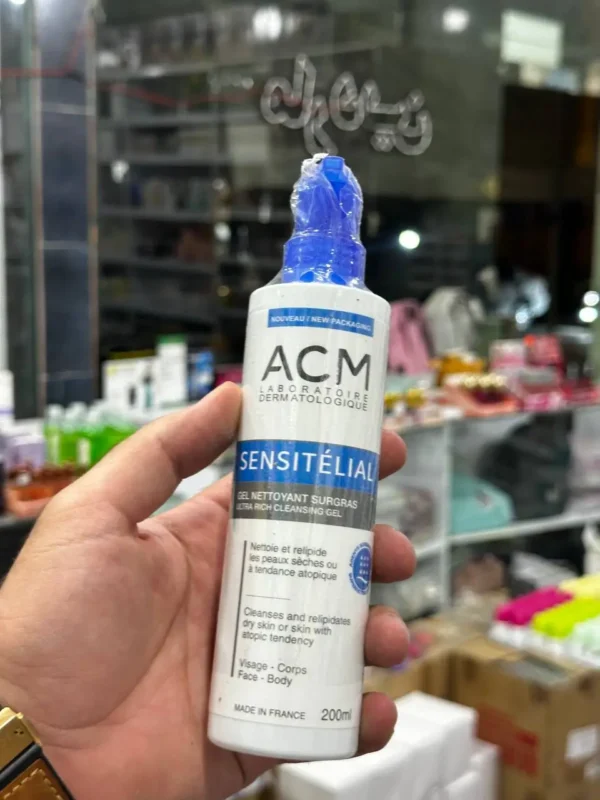 NOUVEAU / NEW PACKAGING
ACM
LABORATOIRE
DERMATOLOGIQUE
SENSITÉLIAL
GEL NETTOYANT SURGRAS
ULTRA RICH CLEANSING GEL
Nettoie et relipide
les peaux sèches ou
à tendance atopique
Cleanses and relipidates
dry skin or skin with
atopic tendency
Visage - Corps
Face - Body
MADE IN FRANCE 200ml